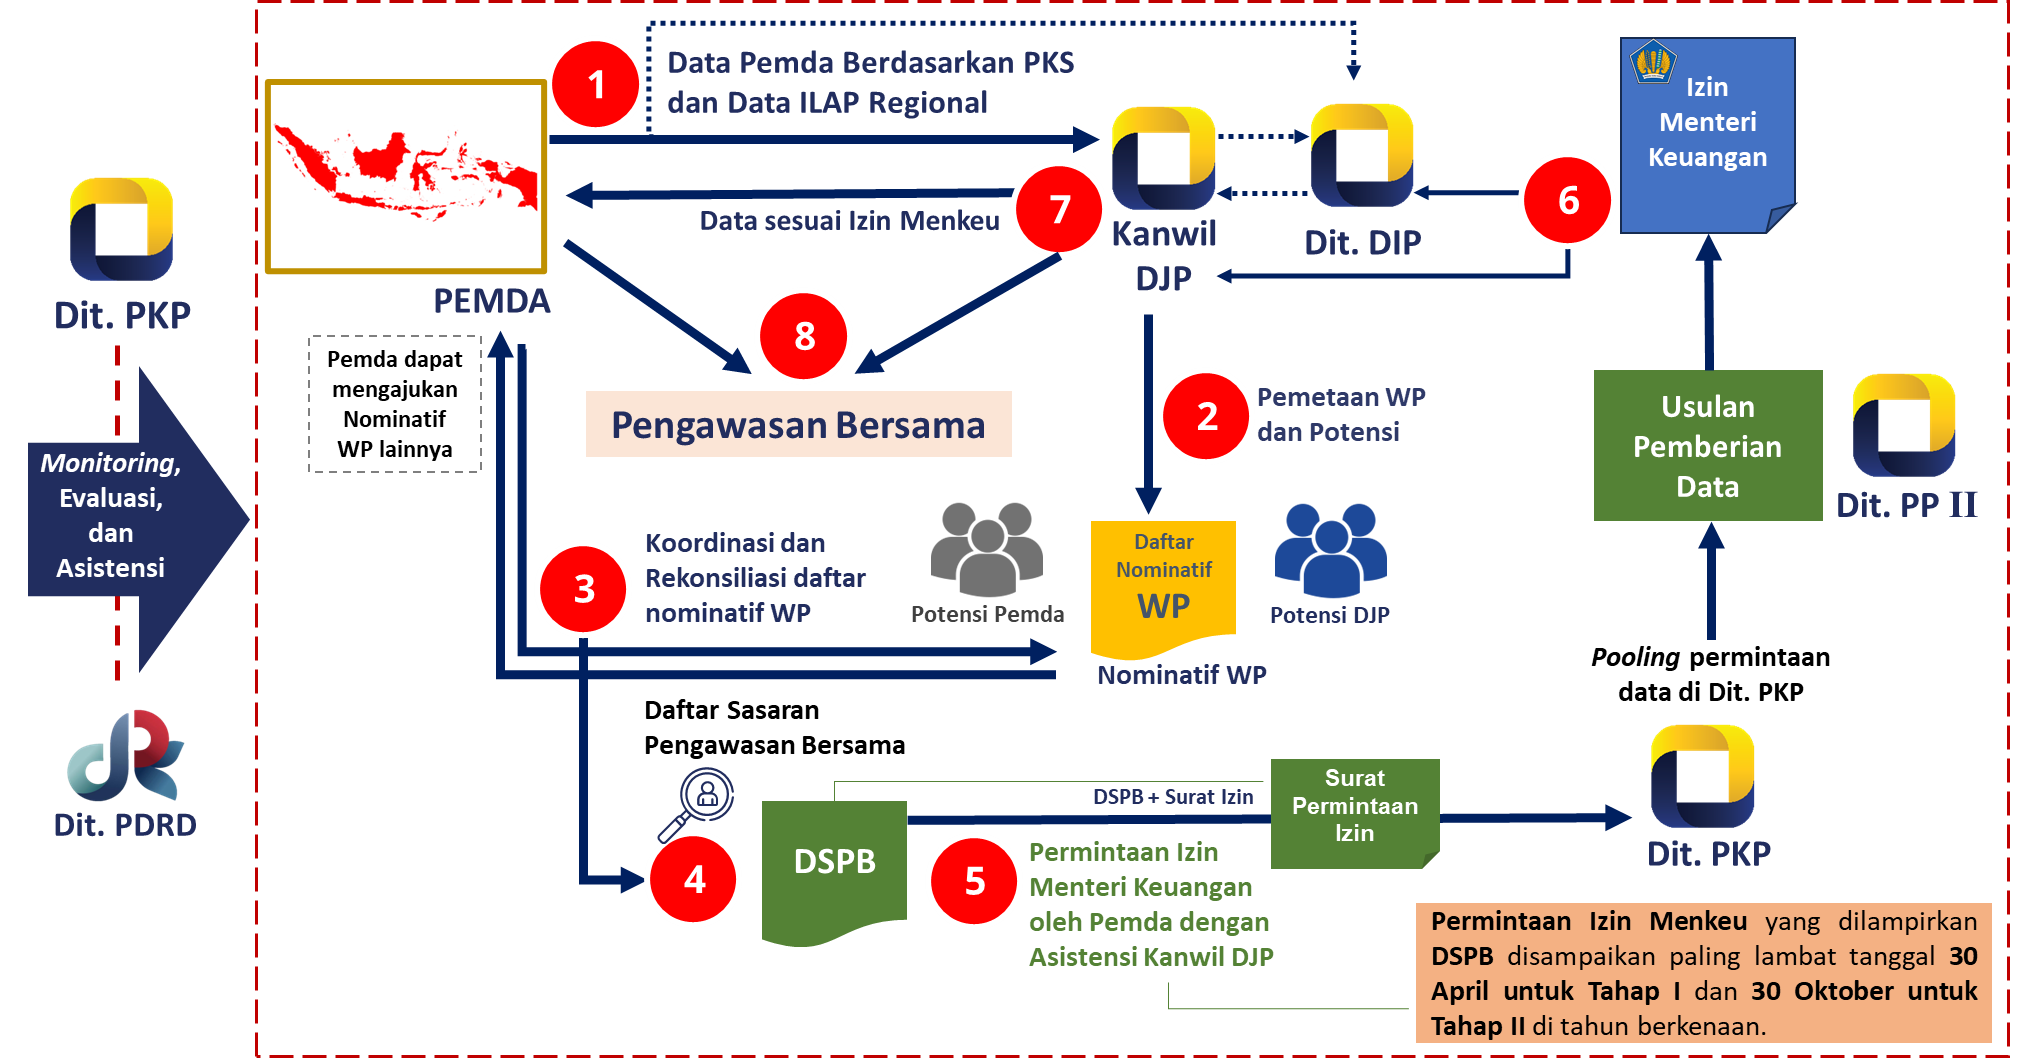 1
Data Pemda Berdasarkan PKS
dan Data ILAP Regional
Izin
Menteri
Keuangan
Dit. PKP
PEMDA
7
Data sesuai Izin Menkeu
Kanwil
DJP
Dit. DIP
6
8
Pengawasan Bersama
Pemda dapat
mengajukan
Nominatif
WP lainnya
2
Pemetaan WP
dan Potensi
Usulan
Pemberian
Data
Dit. PP II
Monitoring,
Evaluasi,
dan
Asistensi
3
Koordinasi dan
Rekonsiliasi daftar
nominatif WP
Potensi Pemda
Daftar
Nominatif
WP
Potensi DJP
Nominatif WP
Pooling permintaan
data di Dit. PKP
Dit. PDRD
Daftar Sasaran
Pengawasan Bersama
4
DSPB
DSPB + Surat Izin
Surat
Permintaan
Izin
Dit. PKP
5
Permintaan Izin
Menteri Keuangan
oleh Pemda dengan
Asistensi Kanwil DJP
Permintaan Izin Menkeu yang dilampirkan
DSPB disampaikan paling lambat tanggal 30
April untuk Tahap I dan 30 Oktober untuk
Tahap II di tahun berkenaan.